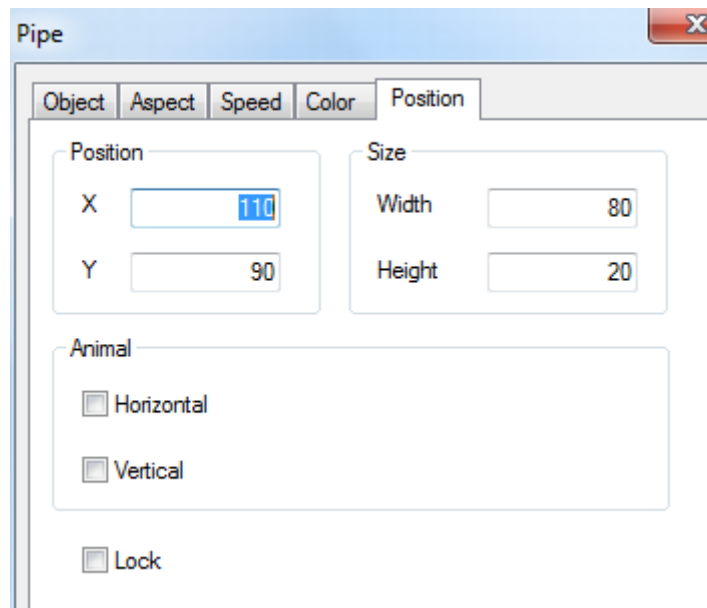 Pipe
Object Aspect Speed Color Position
Position
X 110
Y 90
Size
Width 80
Height 20
Animal
Horizontal
Vertical
Lock